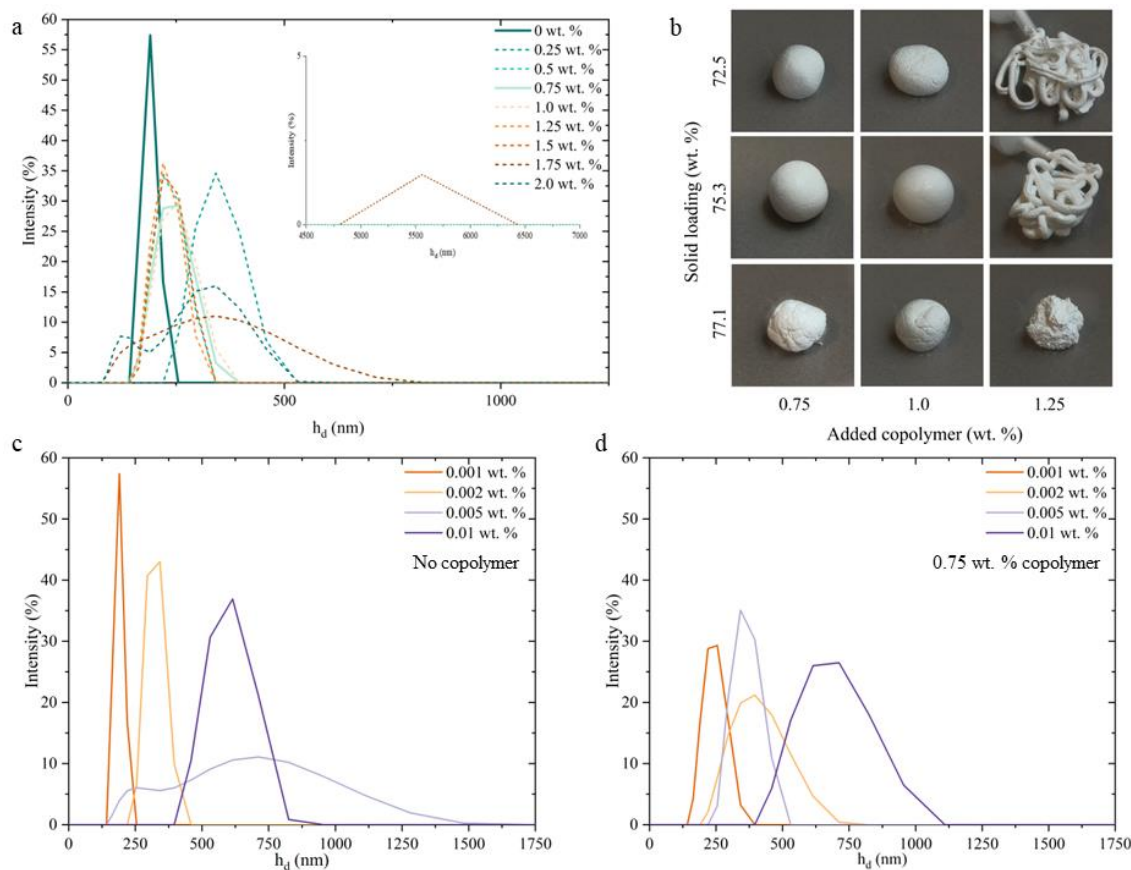 a
60
55
50
45
40
35
30
25
20
15
10
5
0
Intensity (%)
0
500
1000
h_d (nm)
0 wt. %
0.25 wt. %
0.5 wt. %
0.75 wt. %
1.0 wt. %
1.25 wt. %
1.5 wt. %
1.75 wt. %
2.0 wt. %
5
0
Intensity (%)
4500
5000
5500
6000
6500
7000
h_d (nm)
b
Solid loading (wt. %)
72.5
75.3
77.1
0.75
1.0
1.25
Added copolymer (wt. %)
c
60
50
40
30
20
10
0
Intensity (%)
0.001 wt. %
0.002 wt. %
0.005 wt. %
0.01 wt. %
No copolymer
0
250
500
750
1000
1250
1500
1750
h_d (nm)
d
60
50
40
30
20
10
0
Intensity (%)
0.001 wt. %
0.002 wt. %
0.005 wt. %
0.01 wt. %
0.75 wt. % copolymer
0
250
500
750
1000
1250
1500
1750
h_d (nm)